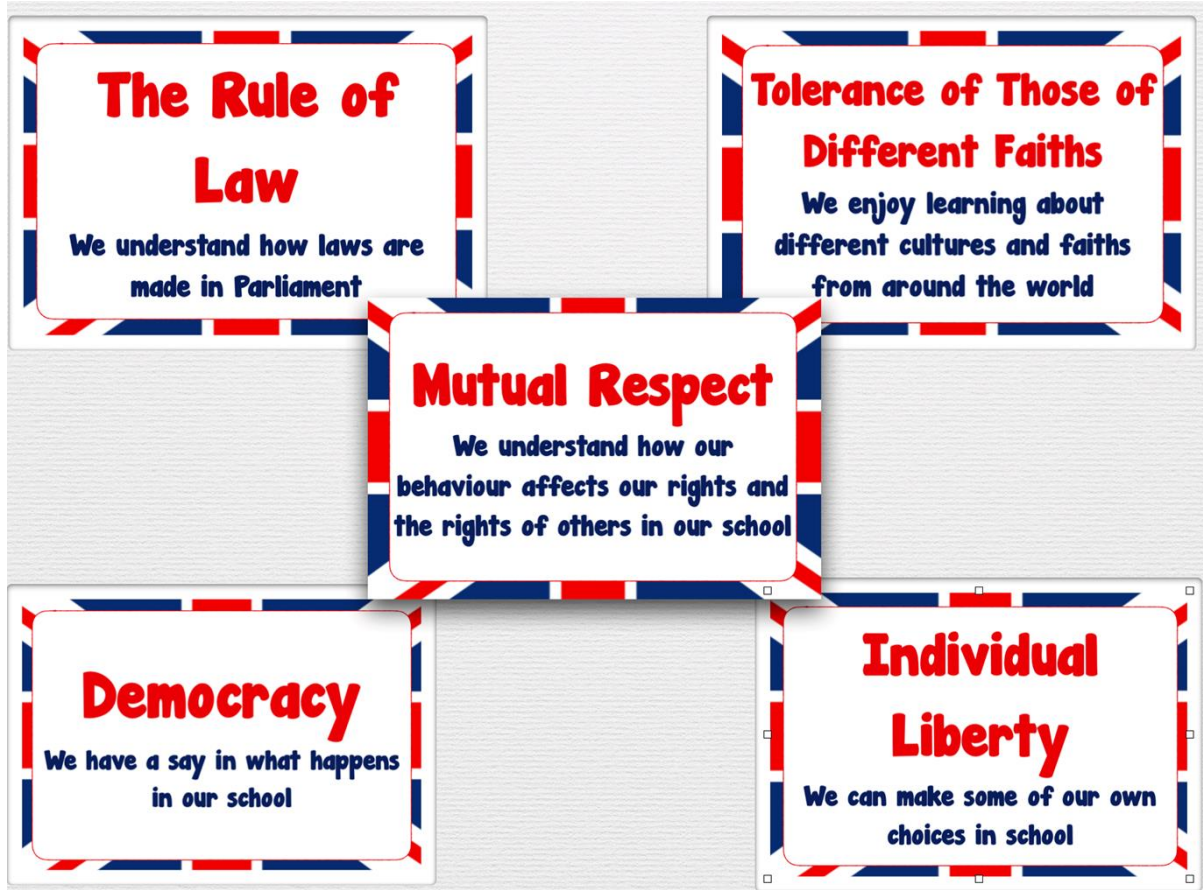 The Rule of
Law
We understand how laws are
made in Parliament
Tolerance of Those of
Different Faiths
We enjoy learning about
different cultures and faiths
from around the world
Mutual Respect
We understand how our
behaviour affects our rights and
the rights of others in our school
Democracy
We have a say in what happens
in our school
Individual
Liberty
We can make some of our own
choices in school